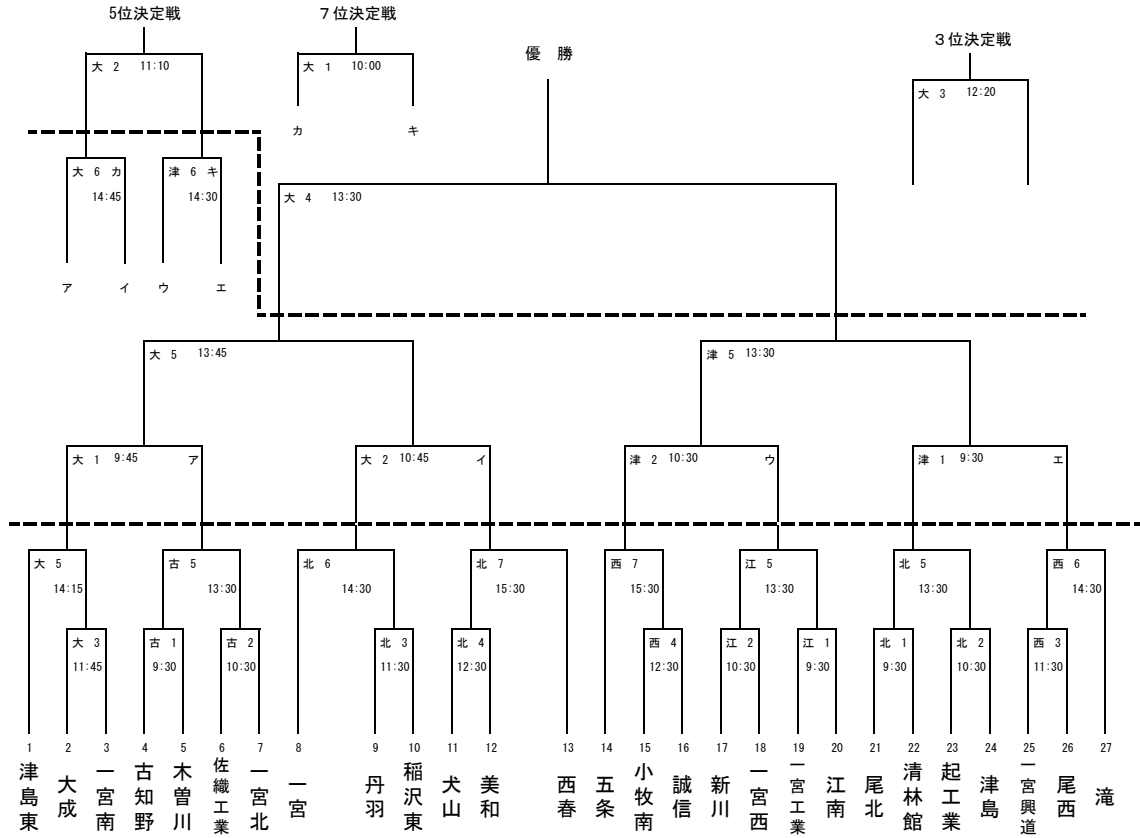 5位決定戦
７位決定戦
優　勝
３位決定戦
大 2 11:10
大 1 10:00
大 3 12:20
カ
キ
大 6 カ
14:45
津 6 キ
14:30
大 4 13:30
ア
イ
ウ
エ
大 5 13:45
津 5 13:30
大 1 9:45 ア
大 2 10:45 イ
津 2 10:30 ウ
津 1 9:30 エ
大 5
14:15
古 5
13:30
北 6
14:30
北 7
15:30
西 7
15:30
江 5
13:30
北 5
13:30
西 6
14:30
大 3
11:45
古 1
9:30
古 2
10:30
北 3
11:30
北 4
12:30
西 4
12:30
江 2
10:30
江 1
9:30
北 1
9:30
北 2
10:30
西 3
11:30
1
津島東
2
大成
3
一宮南
4
古知野
5
木曽川
6
佐織工業
7
一宮北
8
一宮
9
丹羽
10
稲沢東
11
犬山
12
美和
13
西春
14
五条
15
小牧南
16
誠信
17
新川
18
一宮西
19
一宮工業
20
江南
21
尾北
22
清林館
23
起工業
24
津島
25
一宮興道
26
尾西
27
滝